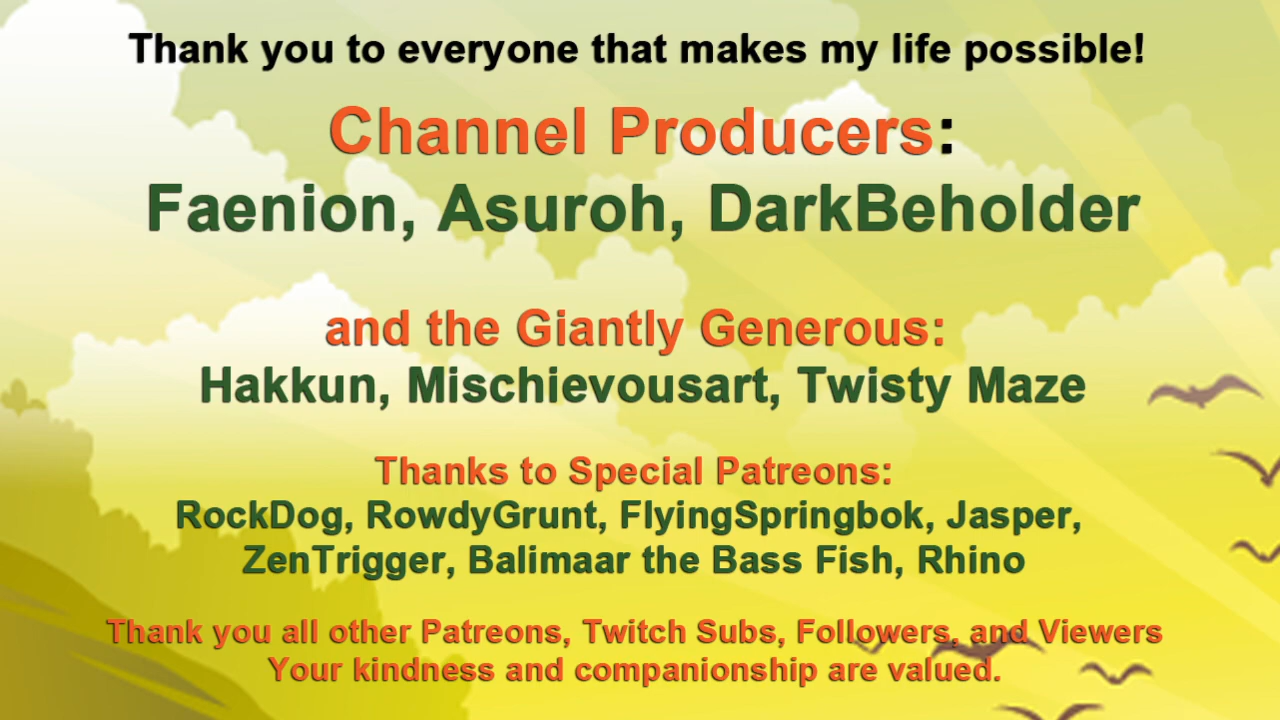 Thank you to everyone that makes my life possible!
Channel Producers:
Faenion, Asuroh, DarkBeholder
and the Giantly Generous:
Hakkun, Mischievousart, Twisty Maze
Thanks to Special Patreons:
RockDog, RowdyGrunt, FlyingSpringbok, Jasper,
ZenTrigger, Balimaar the Bass Fish, Rhino
Thank you all other Patreons, Twitch Subs, Followers, and Viewers
Your kindness and companionship are valued.